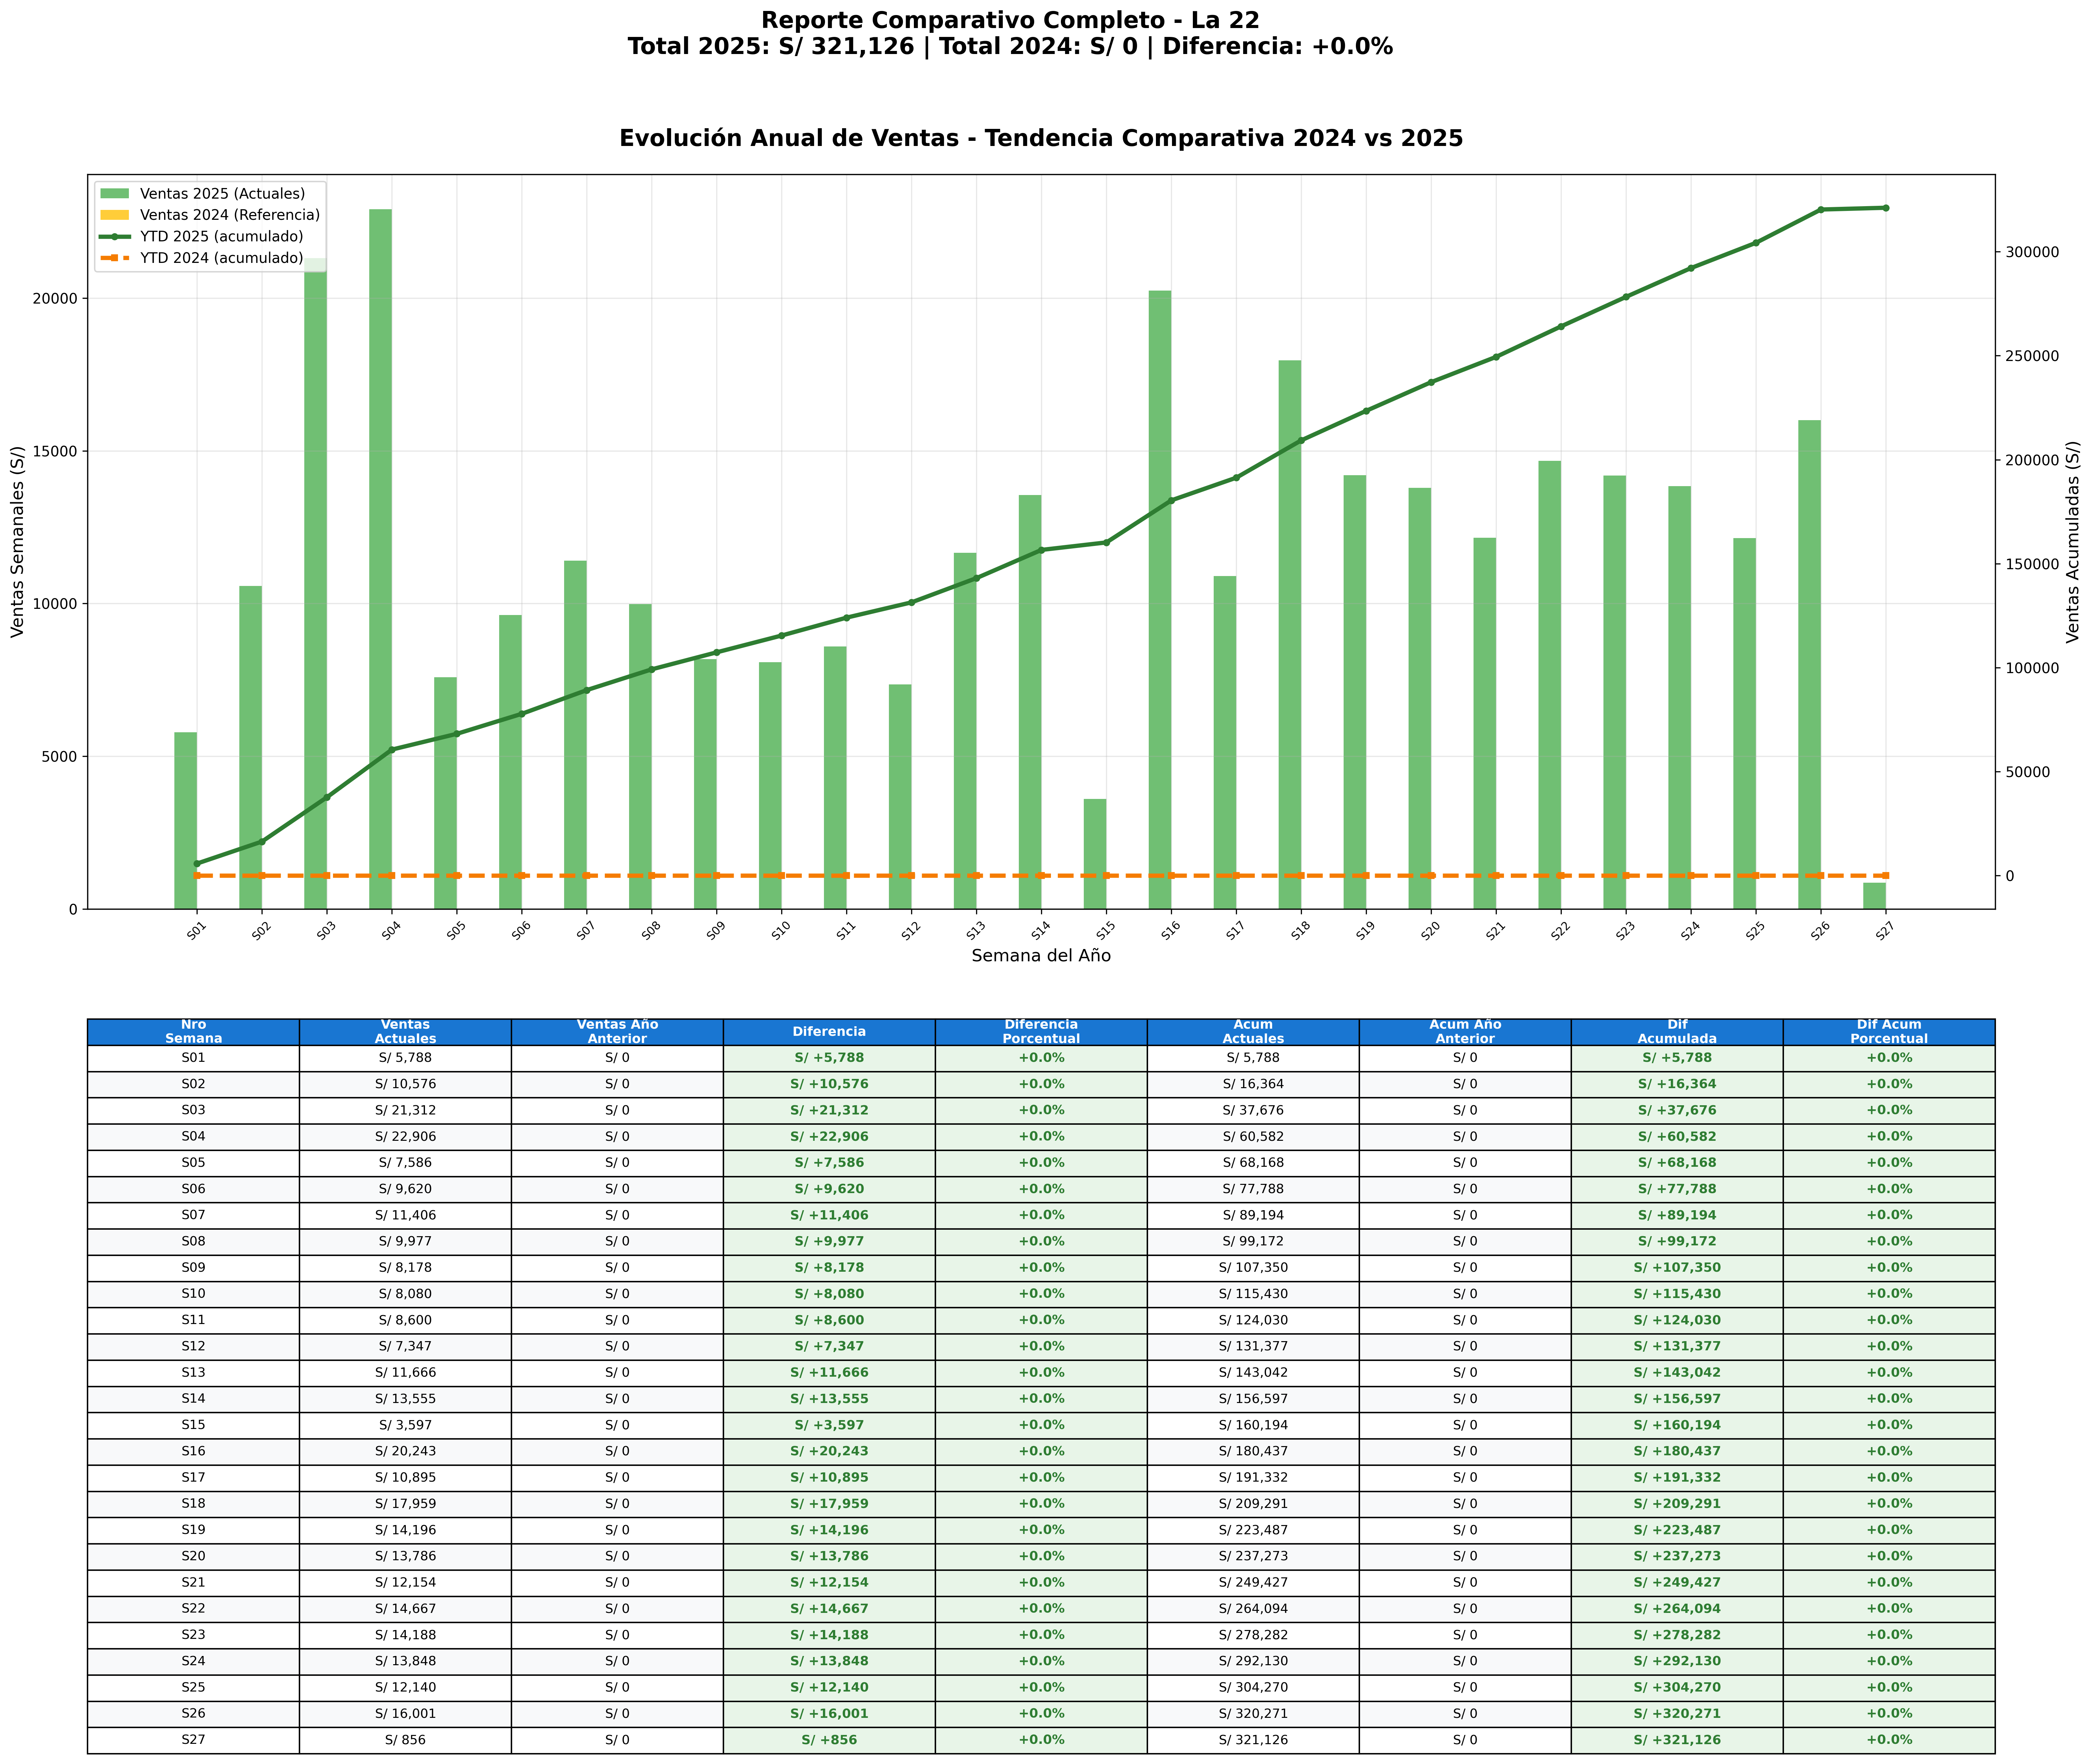 Reporte Comparativo Completo - La 22
Total 2025: S/ 321,126 | Total 2024: S/ 0 | Diferencia: +0.0%
Evolución Anual de Ventas - Tendencia Comparativa 2024 vs 2025
Ventas 2025 (Actuales)
Ventas 2024 (Referencia)
YTD 2025 (acumulado)
YTD 2024 (acumulado)
Ventas Semanales (S/)
20000
15000
10000
5000
0
Ventas Acumuladas (S/)
300000
250000
200000
150000
100000
50000
0
S01 S02 S03 S04 S05 S06 S07 S08 S09 S10 S11 S12 S13 S14 S15 S16 S17 S18 S19 S20 S21 S22 S23 S24 S25 S26 S27
Semana del Año
Nro Semana | Ventas Actuales | Ventas Año Anterior | Diferencia | Diferencia Porcentual | Acum Actuales | Acum Año Anterior | Dif Acumulada | Dif Acum Porcentual
S01 S/ 5,788 S/ 0 S/ +5,788 +0.0% S/ 5,788 S/ 0 S/ +5,788 +0.0%
S02 S/ 10,576 S/ 0 S/ +10,576 +0.0% S/ 16,364 S/ 0 S/ +16,364 +0.0%
S03 S/ 21,312 S/ 0 S/ +21,312 +0.0% S/ 37,676 S/ 0 S/ +37,676 +0.0%
S04 S/ 22,906 S/ 0 S/ +22,906 +0.0% S/ 60,582 S/ 0 S/ +60,582 +0.0%
S05 S/ 7,586 S/ 0 S/ +7,586 +0.0% S/ 68,168 S/ 0 S/ +68,168 +0.0%
S06 S/ 9,620 S/ 0 S/ +9,620 +0.0% S/ 77,788 S/ 0 S/ +77,788 +0.0%
S07 S/ 11,406 S/ 0 S/ +11,406 +0.0% S/ 89,194 S/ 0 S/ +89,194 +0.0%
S08 S/ 9,977 S/ 0 S/ +9,977 +0.0% S/ 99,172 S/ 0 S/ +99,172 +0.0%
S09 S/ 8,178 S/ 0 S/ +8,178 +0.0% S/ 107,350 S/ 0 S/ +107,350 +0.0%
S10 S/ 8,080 S/ 0 S/ +8,080 +0.0% S/ 115,430 S/ 0 S/ +115,430 +0.0%
S11 S/ 8,600 S/ 0 S/ +8,600 +0.0% S/ 124,030 S/ 0 S/ +124,030 +0.0%
S12 S/ 7,347 S/ 0 S/ +7,347 +0.0% S/ 131,377 S/ 0 S/ +131,377 +0.0%
S13 S/ 11,666 S/ 0 S/ +11,666 +0.0% S/ 143,042 S/ 0 S/ +143,042 +0.0%
S14 S/ 13,555 S/ 0 S/ +13,555 +0.0% S/ 156,597 S/ 0 S/ +156,597 +0.0%
S15 S/ 3,597 S/ 0 S/ +3,597 +0.0% S/ 160,194 S/ 0 S/ +160,194 +0.0%
S16 S/ 20,243 S/ 0 S/ +20,243 +0.0% S/ 180,437 S/ 0 S/ +180,437 +0.0%
S17 S/ 10,895 S/ 0 S/ +10,895 +0.0% S/ 191,332 S/ 0 S/ +191,332 +0.0%
S18 S/ 17,959 S/ 0 S/ +17,959 +0.0% S/ 209,291 S/ 0 S/ +209,291 +0.0%
S19 S/ 14,196 S/ 0 S/ +14,196 +0.0% S/ 223,487 S/ 0 S/ +223,487 +0.0%
S20 S/ 13,786 S/ 0 S/ +13,786 +0.0% S/ 237,273 S/ 0 S/ +237,273 +0.0%
S21 S/ 12,154 S/ 0 S/ +12,154 +0.0% S/ 249,427 S/ 0 S/ +249,427 +0.0%
S22 S/ 14,667 S/ 0 S/ +14,667 +0.0% S/ 264,094 S/ 0 S/ +264,094 +0.0%
S23 S/ 14,188 S/ 0 S/ +14,188 +0.0% S/ 278,282 S/ 0 S/ +278,282 +0.0%
S24 S/ 13,848 S/ 0 S/ +13,848 +0.0% S/ 292,130 S/ 0 S/ +292,130 +0.0%
S25 S/ 12,140 S/ 0 S/ +12,140 +0.0% S/ 304,270 S/ 0 S/ +304,270 +0.0%
S26 S/ 16,001 S/ 0 S/ +16,001 +0.0% S/ 320,271 S/ 0 S/ +320,271 +0.0%
S27 S/ 856 S/ 0 S/ +856 +0.0% S/ 321,126 S/ 0 S/ +321,126 +0.0%